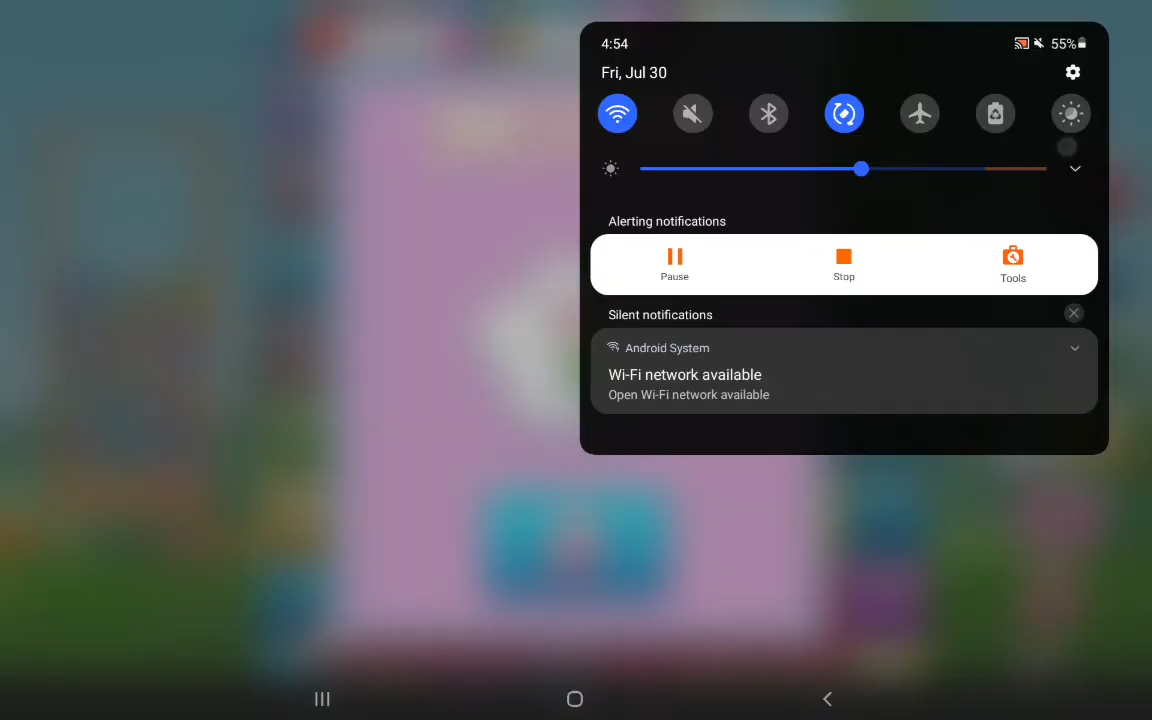 4:54
55%
Fri, Jul 30
Alerting notifications
Pause
Stop
Tools
Silent notifications
Android System
Wi-Fi network available
Open Wi-Fi network available